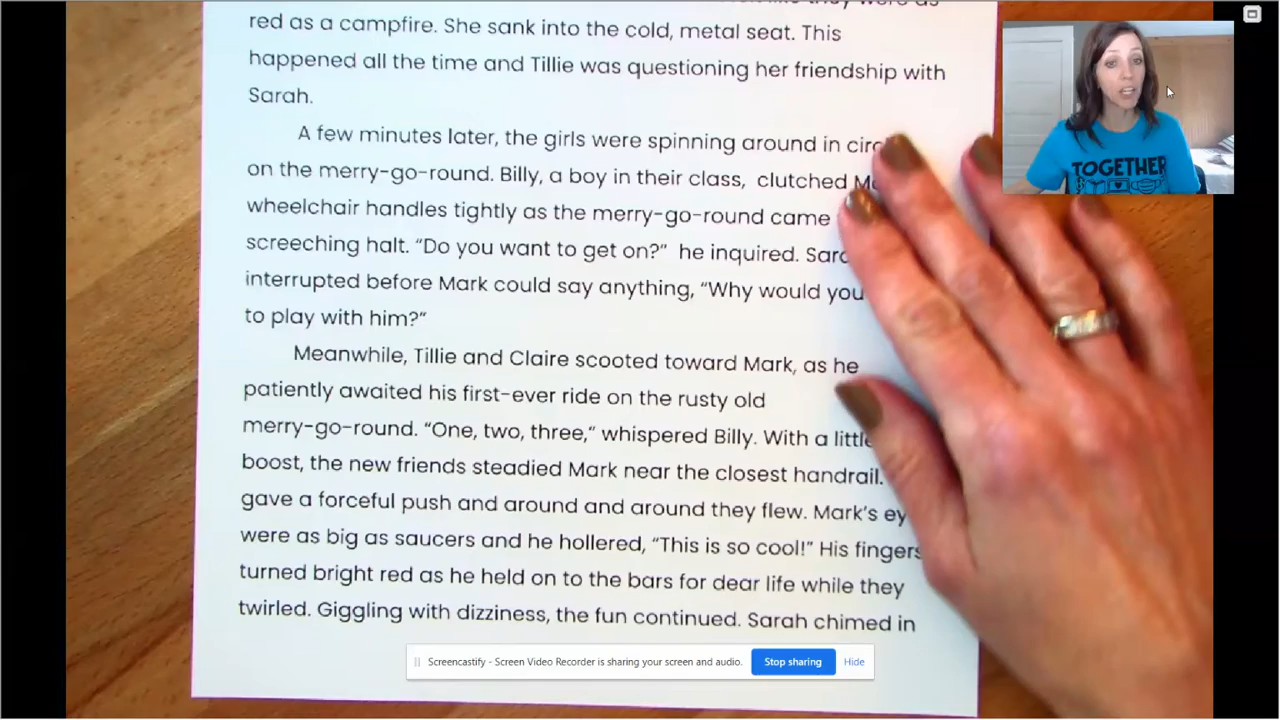 red as a campfire. She sank into the cold, metal seat. This
happened all the time and Tillie was questioning her friendship with
Sarah.
A few minutes later, the girls were spinning around in
on the merry-go-round. Billy, a boy in their class, clutched
wheelchair handles tightly as the merry-go-round came
screeching halt. “Do you want to get on?” he inquired.
interrupted before Mark could say anything, “Why would you
to play with him?”
Meanwhile, Tillie and Claire scooted toward Mark, as he
patiently awaited his first-ever ride on the rusty old
merry-go-round. “One, two, three,” whispered Billy. With a little
boost, the new friends steadied Mark near the closest handrail.
gave a forceful push and around and around they flew. Mark’s
were as big as saucers and he hollered, “This is so cool!” His fingers
turned bright red as he held on to the bars for dear life while they
twirled. Giggling with dizziness, the fun continued. Sarah chimed in
TOGETHER
Screencastify - Screen Video Recorder is sharing your screen and audio.
Stop sharing
Hide